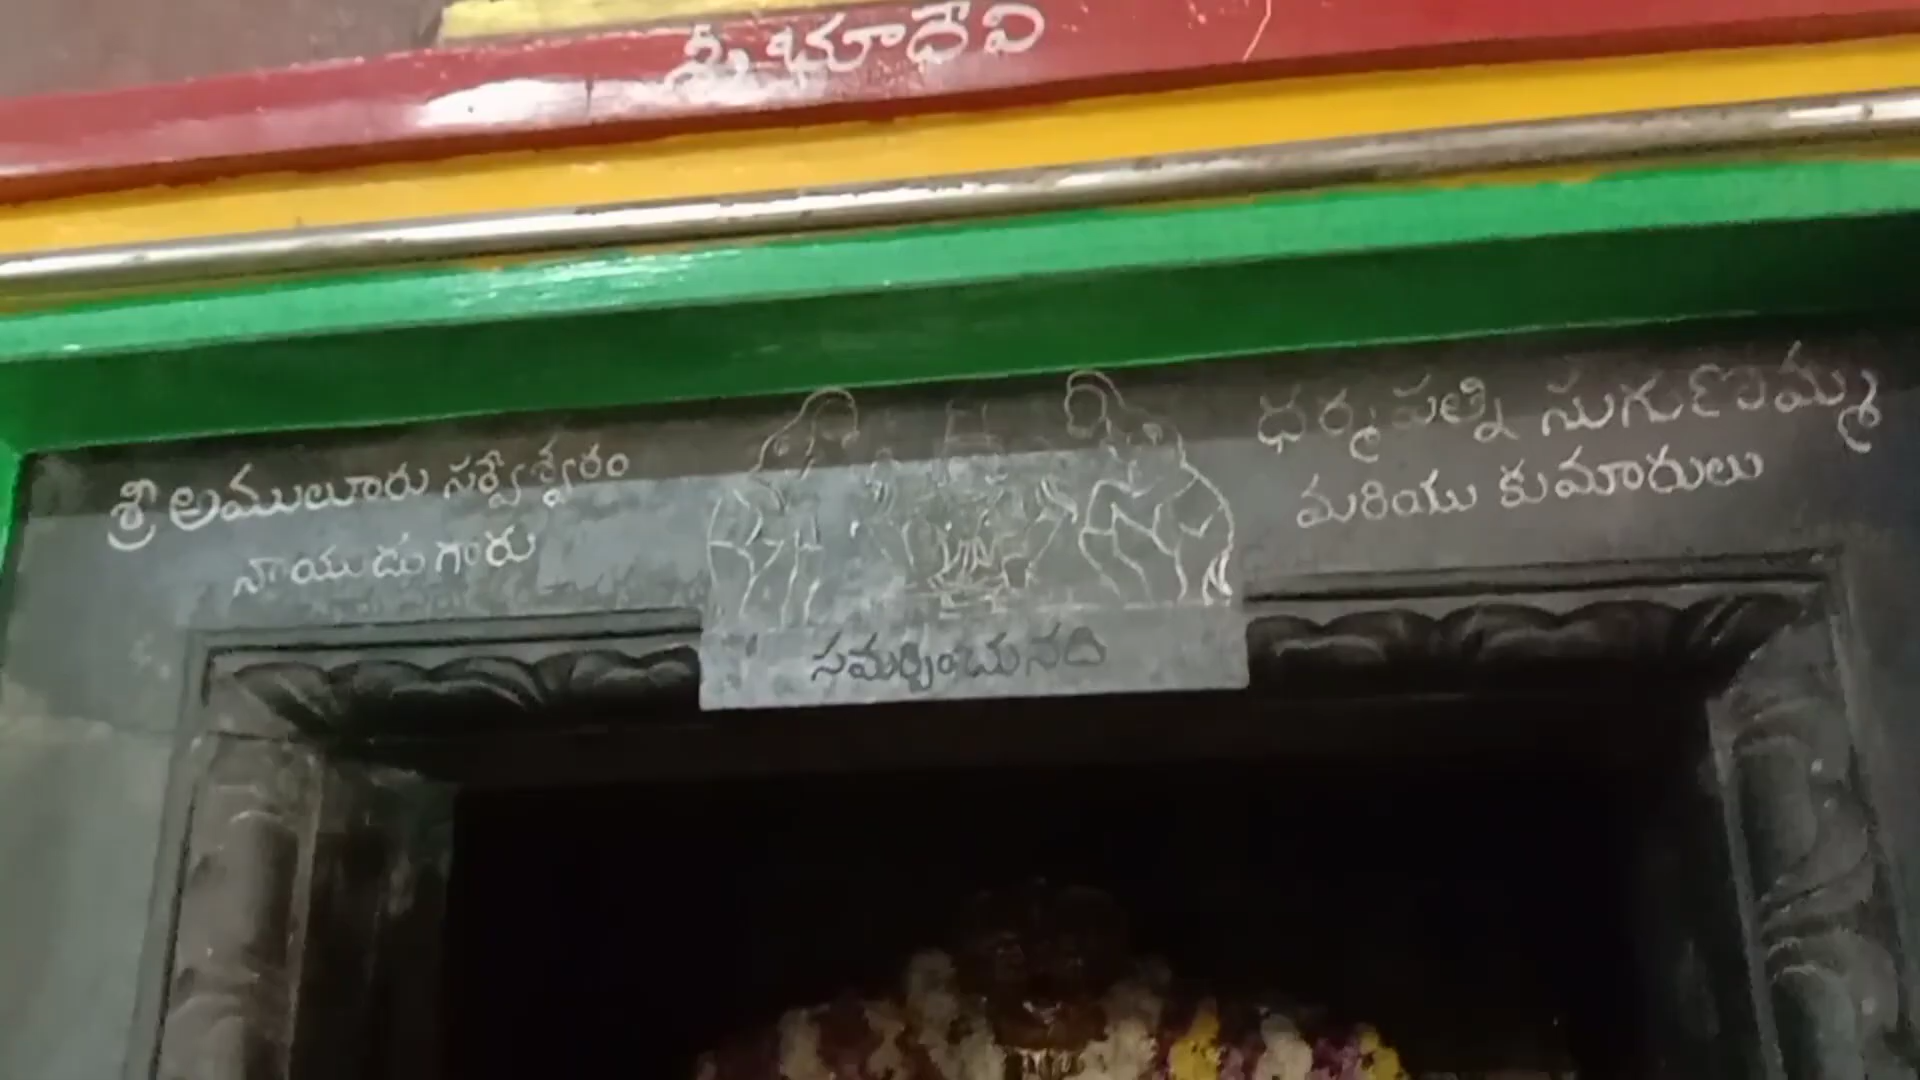 శ్రీ భూదేవి
శ్రీ అములూరు సర్వేశ్వరం
నాయుడుగారు
ధర్మపత్ని సుగుణమ్మ
మరియు కుమారులు
సమర్పించునది